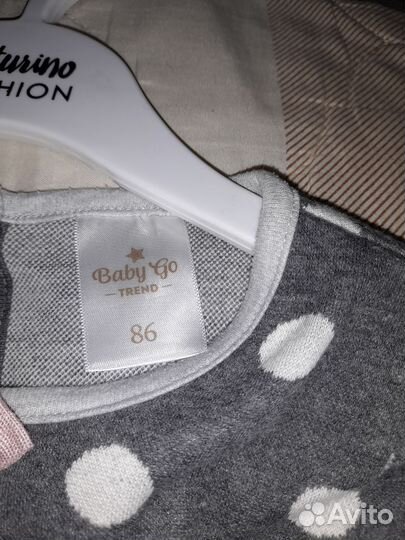 turino
HION
Baby Go
TREND
86
Avito